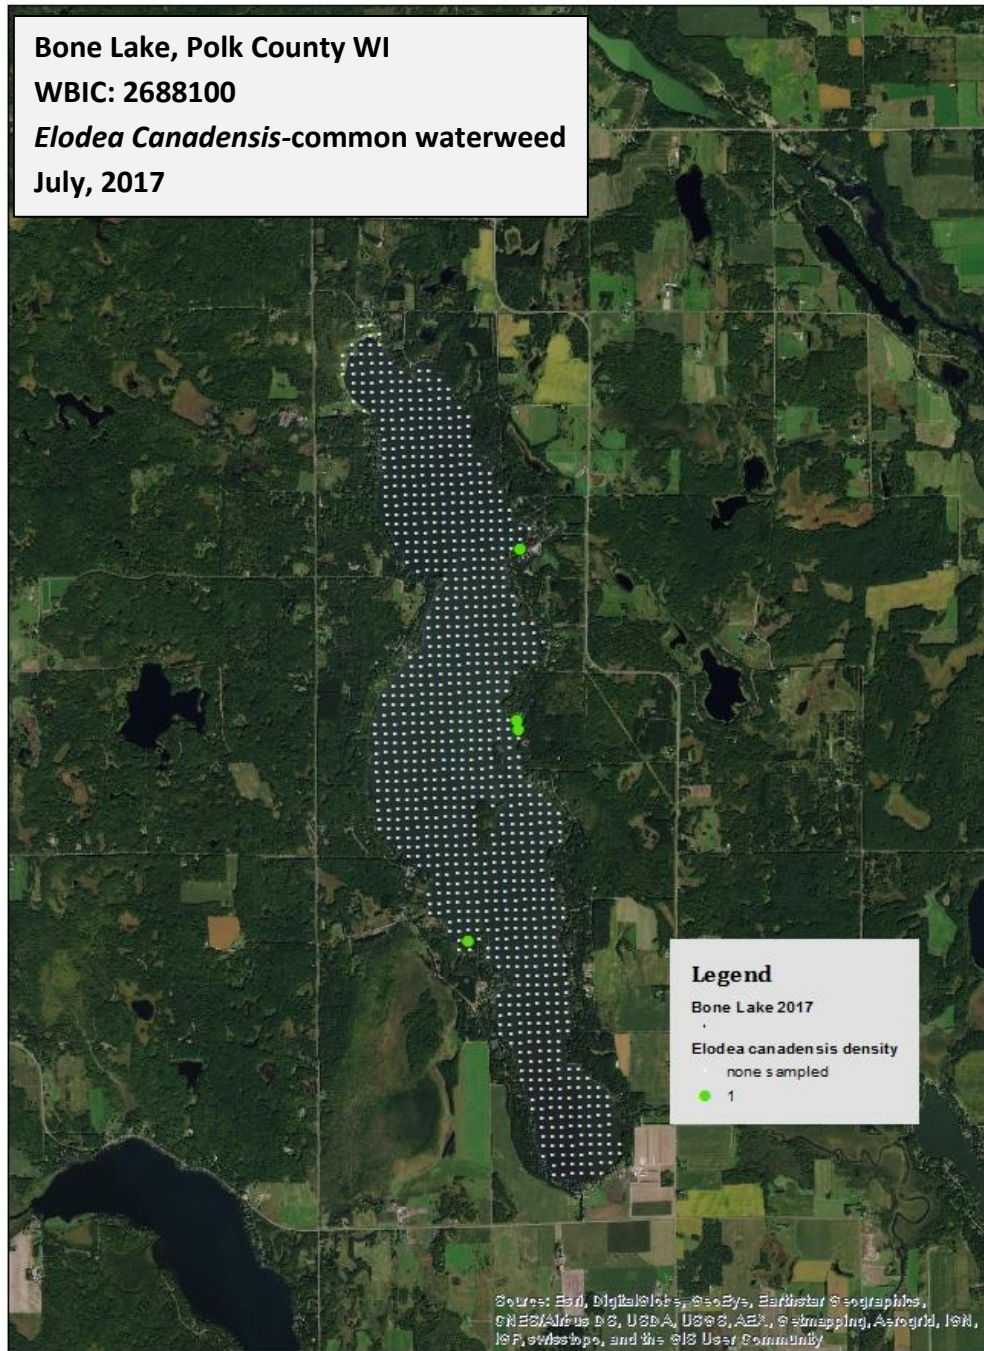 Bone Lake, Polk County WI
WBIC: 2688100
Elodea Canadensis-common waterweed
July, 2017
Legend
Bone Lake 2017
Elodea canadensis density
none sampled
1
Source: Esri, DigitalGlobe, GeoEye, Earthstar Geographics,
CNES/Airbus DS, USDA, USGS, AEX, Getmapping, Aerogrid, IGN,
IGP, swisstopo, and the GIS User Community